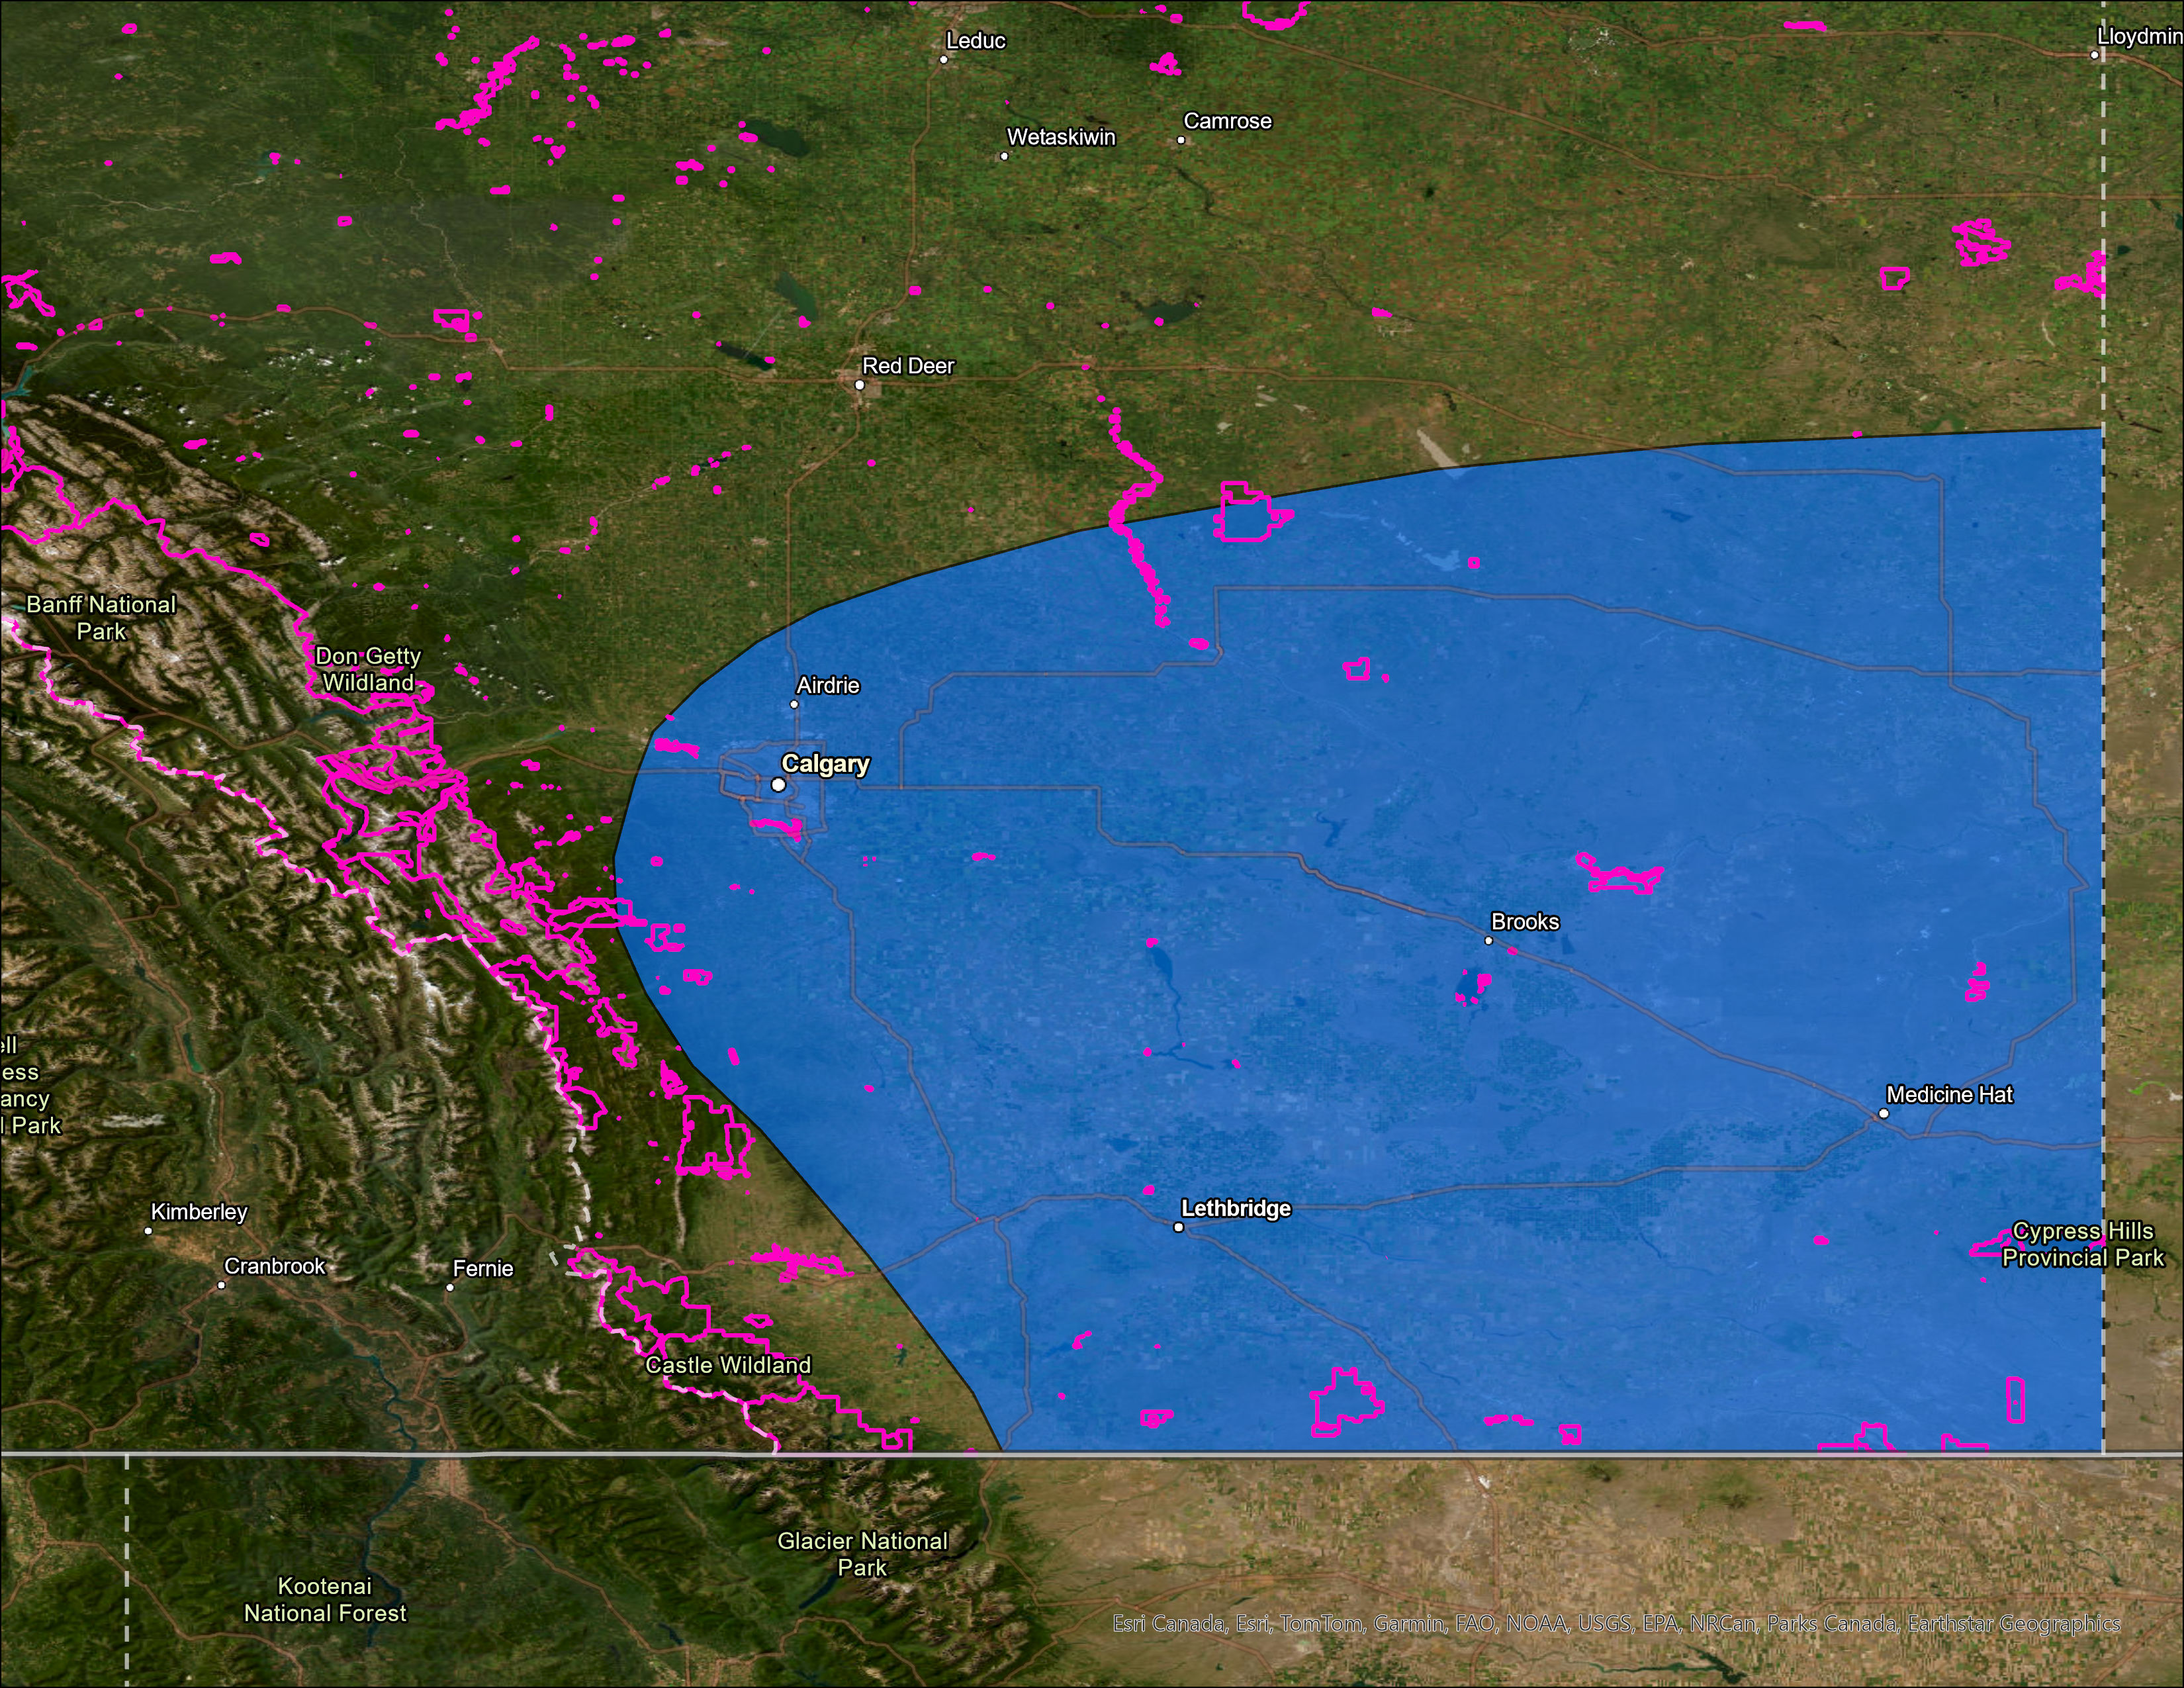 Leduc
Lloydmin
Camrose
Wetaskiwin
Red Deer
Banff National
Park
Don Getty
Wildland
Airdrie
Calgary
Brooks
ell
ess
ancy
l Park
Medicine Hat
Kimberley
Lethbridge
Cypress Hills
Provincial Park
Cranbrook
Fernie
Castle Wildland
Glacier National
Park
Kootenai
National Forest
Esri Canada, Esri, TomTom, Garmin, FAO, NOAA, USGS, EPA, NRCan, Parks Canada, Earthstar Geographics